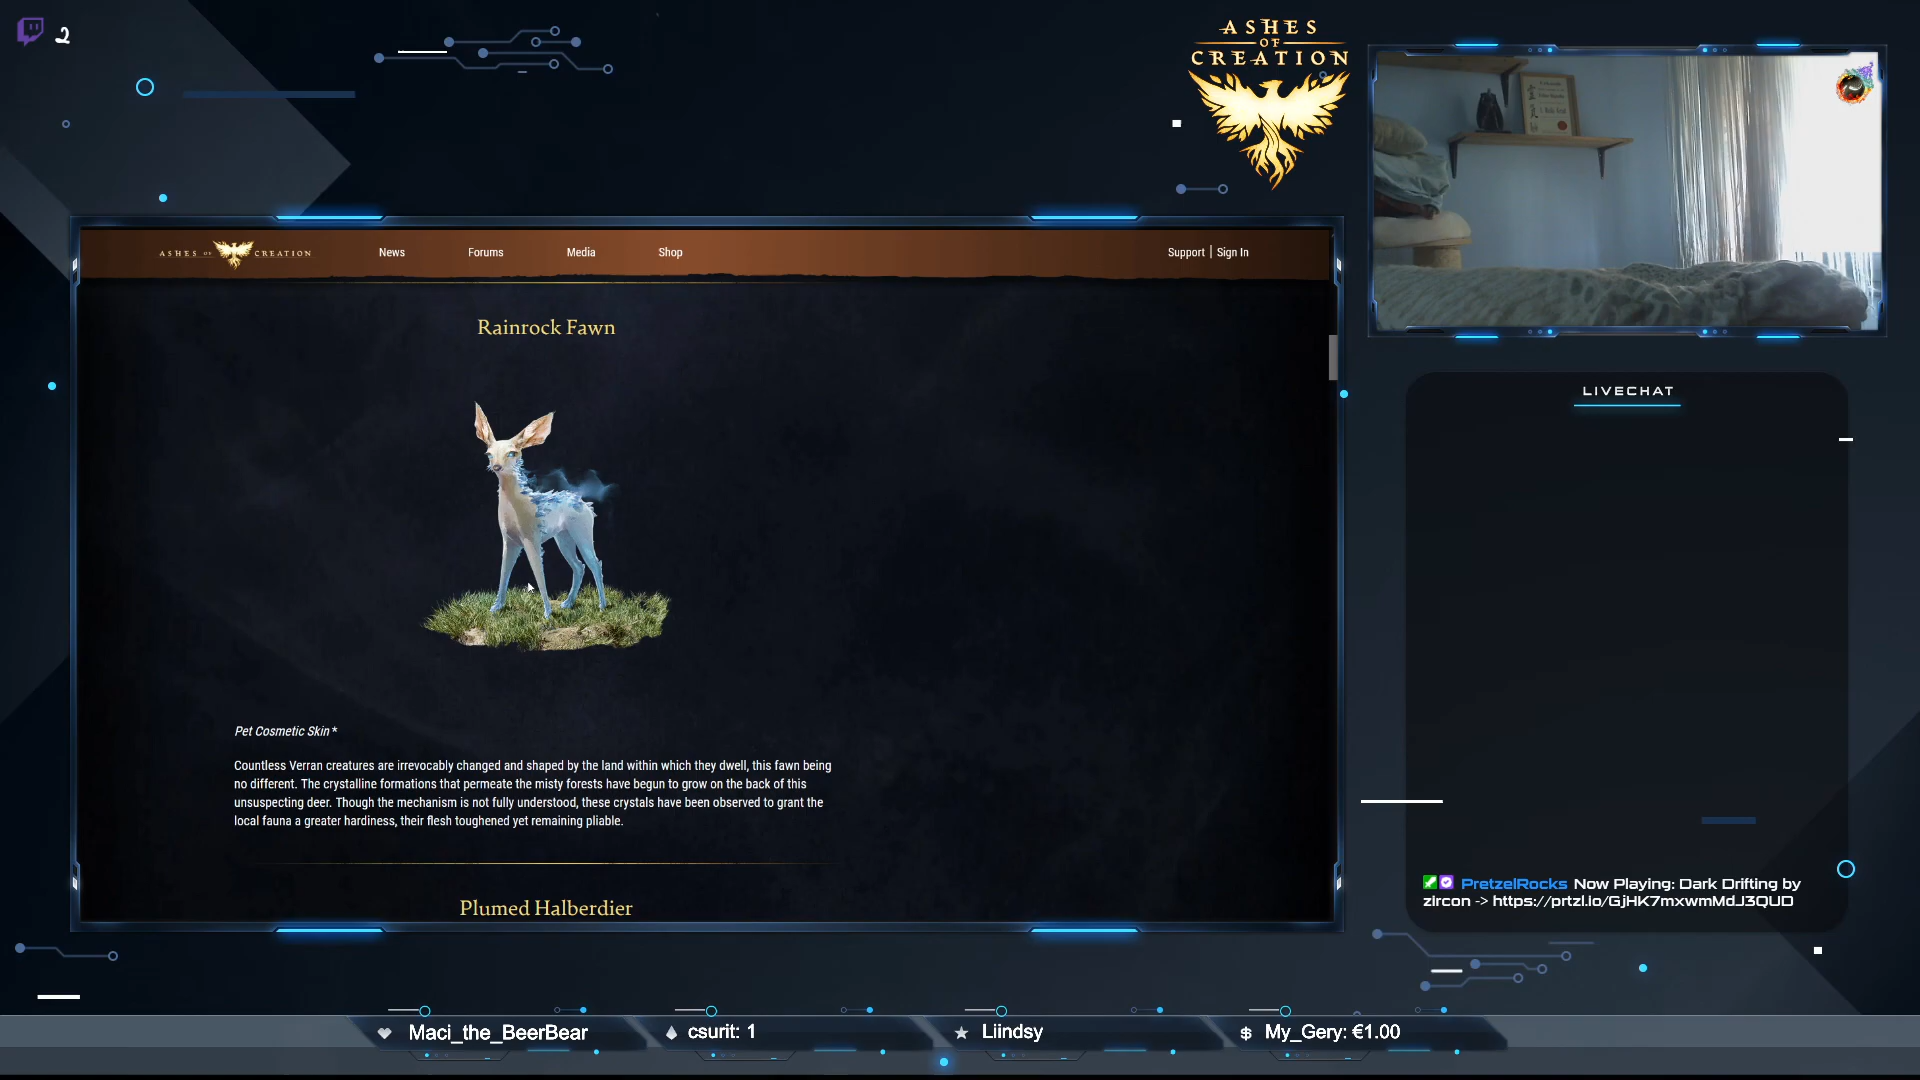 2
ASHES
OF
CREATION
ASHES OF CREATION
News
Forums
Media
Shop
Support | Sign In
Rainrock Fawn
Pet Cosmetic Skin*
Countless Verran creatures are irrevocably changed and shaped by the land within which they dwell, this fawn being
no different. The crystalline formations that permeate the misty forests have begun to grow on the back of this
unsuspecting deer. Though the mechanism is not fully understood, these crystals have been observed to grant the
local fauna a greater hardiness, their flesh toughened yet remaining pliable.
Plumed Halberdier
LIVECHAT
PretzelRocks Now Playing: Dark Drifting by
zircon -> https://prtzl.io/GjHK7mxwmMdJ3QUD
Maci_the_BeerBear
csurit: 1
Liindsy
My_Gery: €1.00